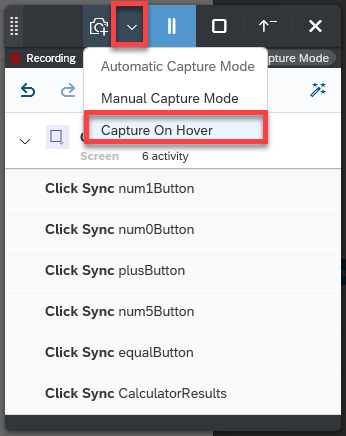 Recording
pture Mode
Automatic Capture Mode
Manual Capture Mode
Capture On Hover
Screen 6 activity
Click Sync num1Button
Click Sync num0Button
Click Sync plusButton
Click Sync num5Button
Click Sync equalButton
Click Sync CalculatorResults